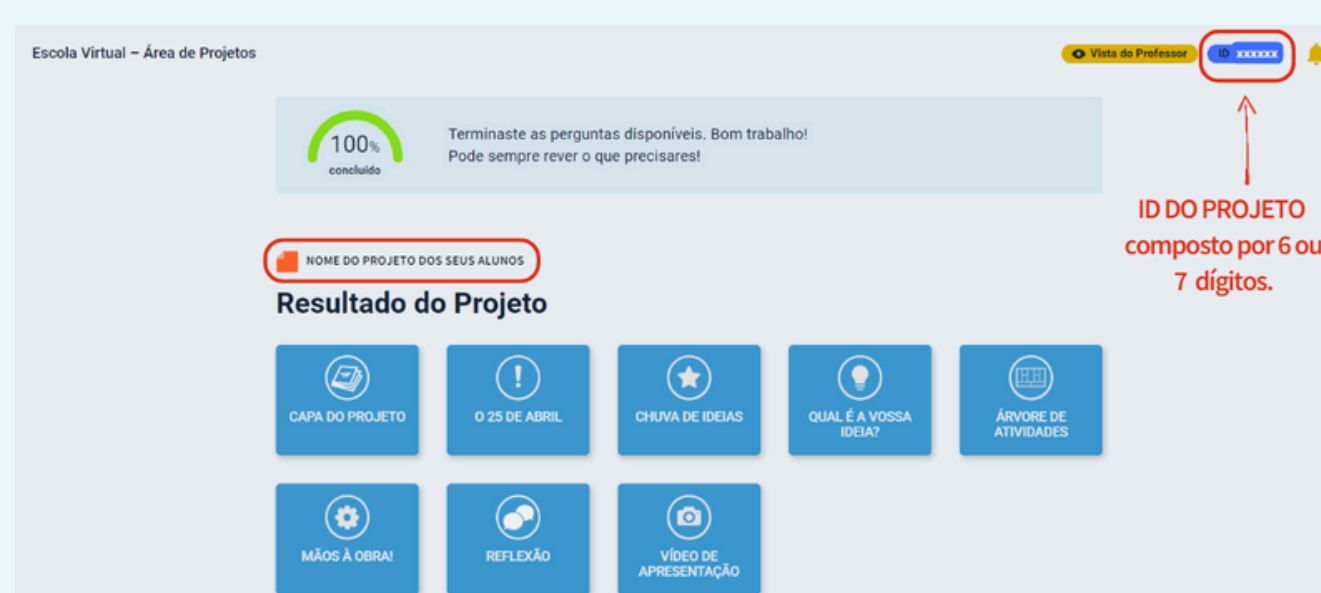 Escola Virtual – Área de Projetos
Vista do Professor
ID xxxxxx
100%
concluído
Terminaste as perguntas disponíveis. Bom trabalho!
Pode sempre rever o que precisares!
ID DO PROJETO
composto por 6 ou
7 dígitos.
NOME DO PROJETO DOS SEUS ALUNOS
Resultado do Projeto
CAPA DO PROJETO
O 25 DE ABRIL
CHUVA DE IDEIAS
QUAL É A VOSSA
IDEIA?
ÁRVORE DE
ATIVIDADES
MÃOS À OBRA!
REFLEXÃO
VÍDEO DE
APRESENTAÇÃO